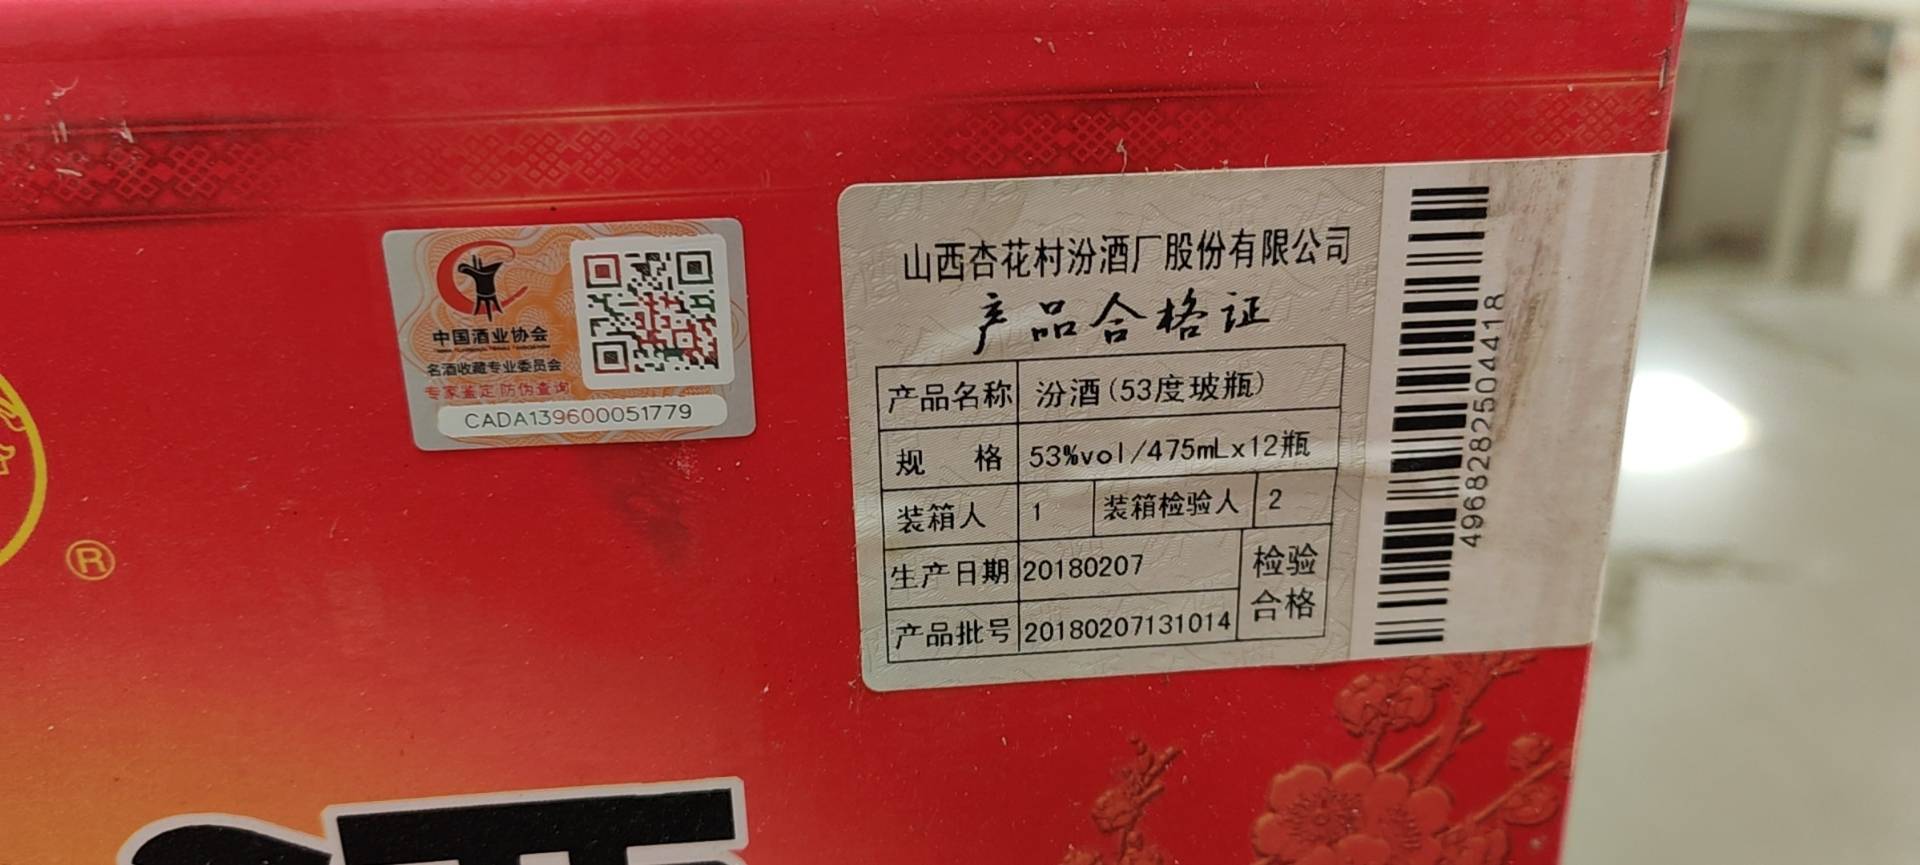 中国酒业协会
名酒收藏专业委员会
专家鉴定 防伪查询
CADA139600051779
®
山西杏花村汾酒厂股份有限公司
产品合格证
产品名称 汾酒(53度玻瓶)
规 格 53%vol/475mLx12瓶
装箱人 1 装箱检验人 2
生产日期 20180207 检验
产品批号 20180207131014 合格
4968282504418